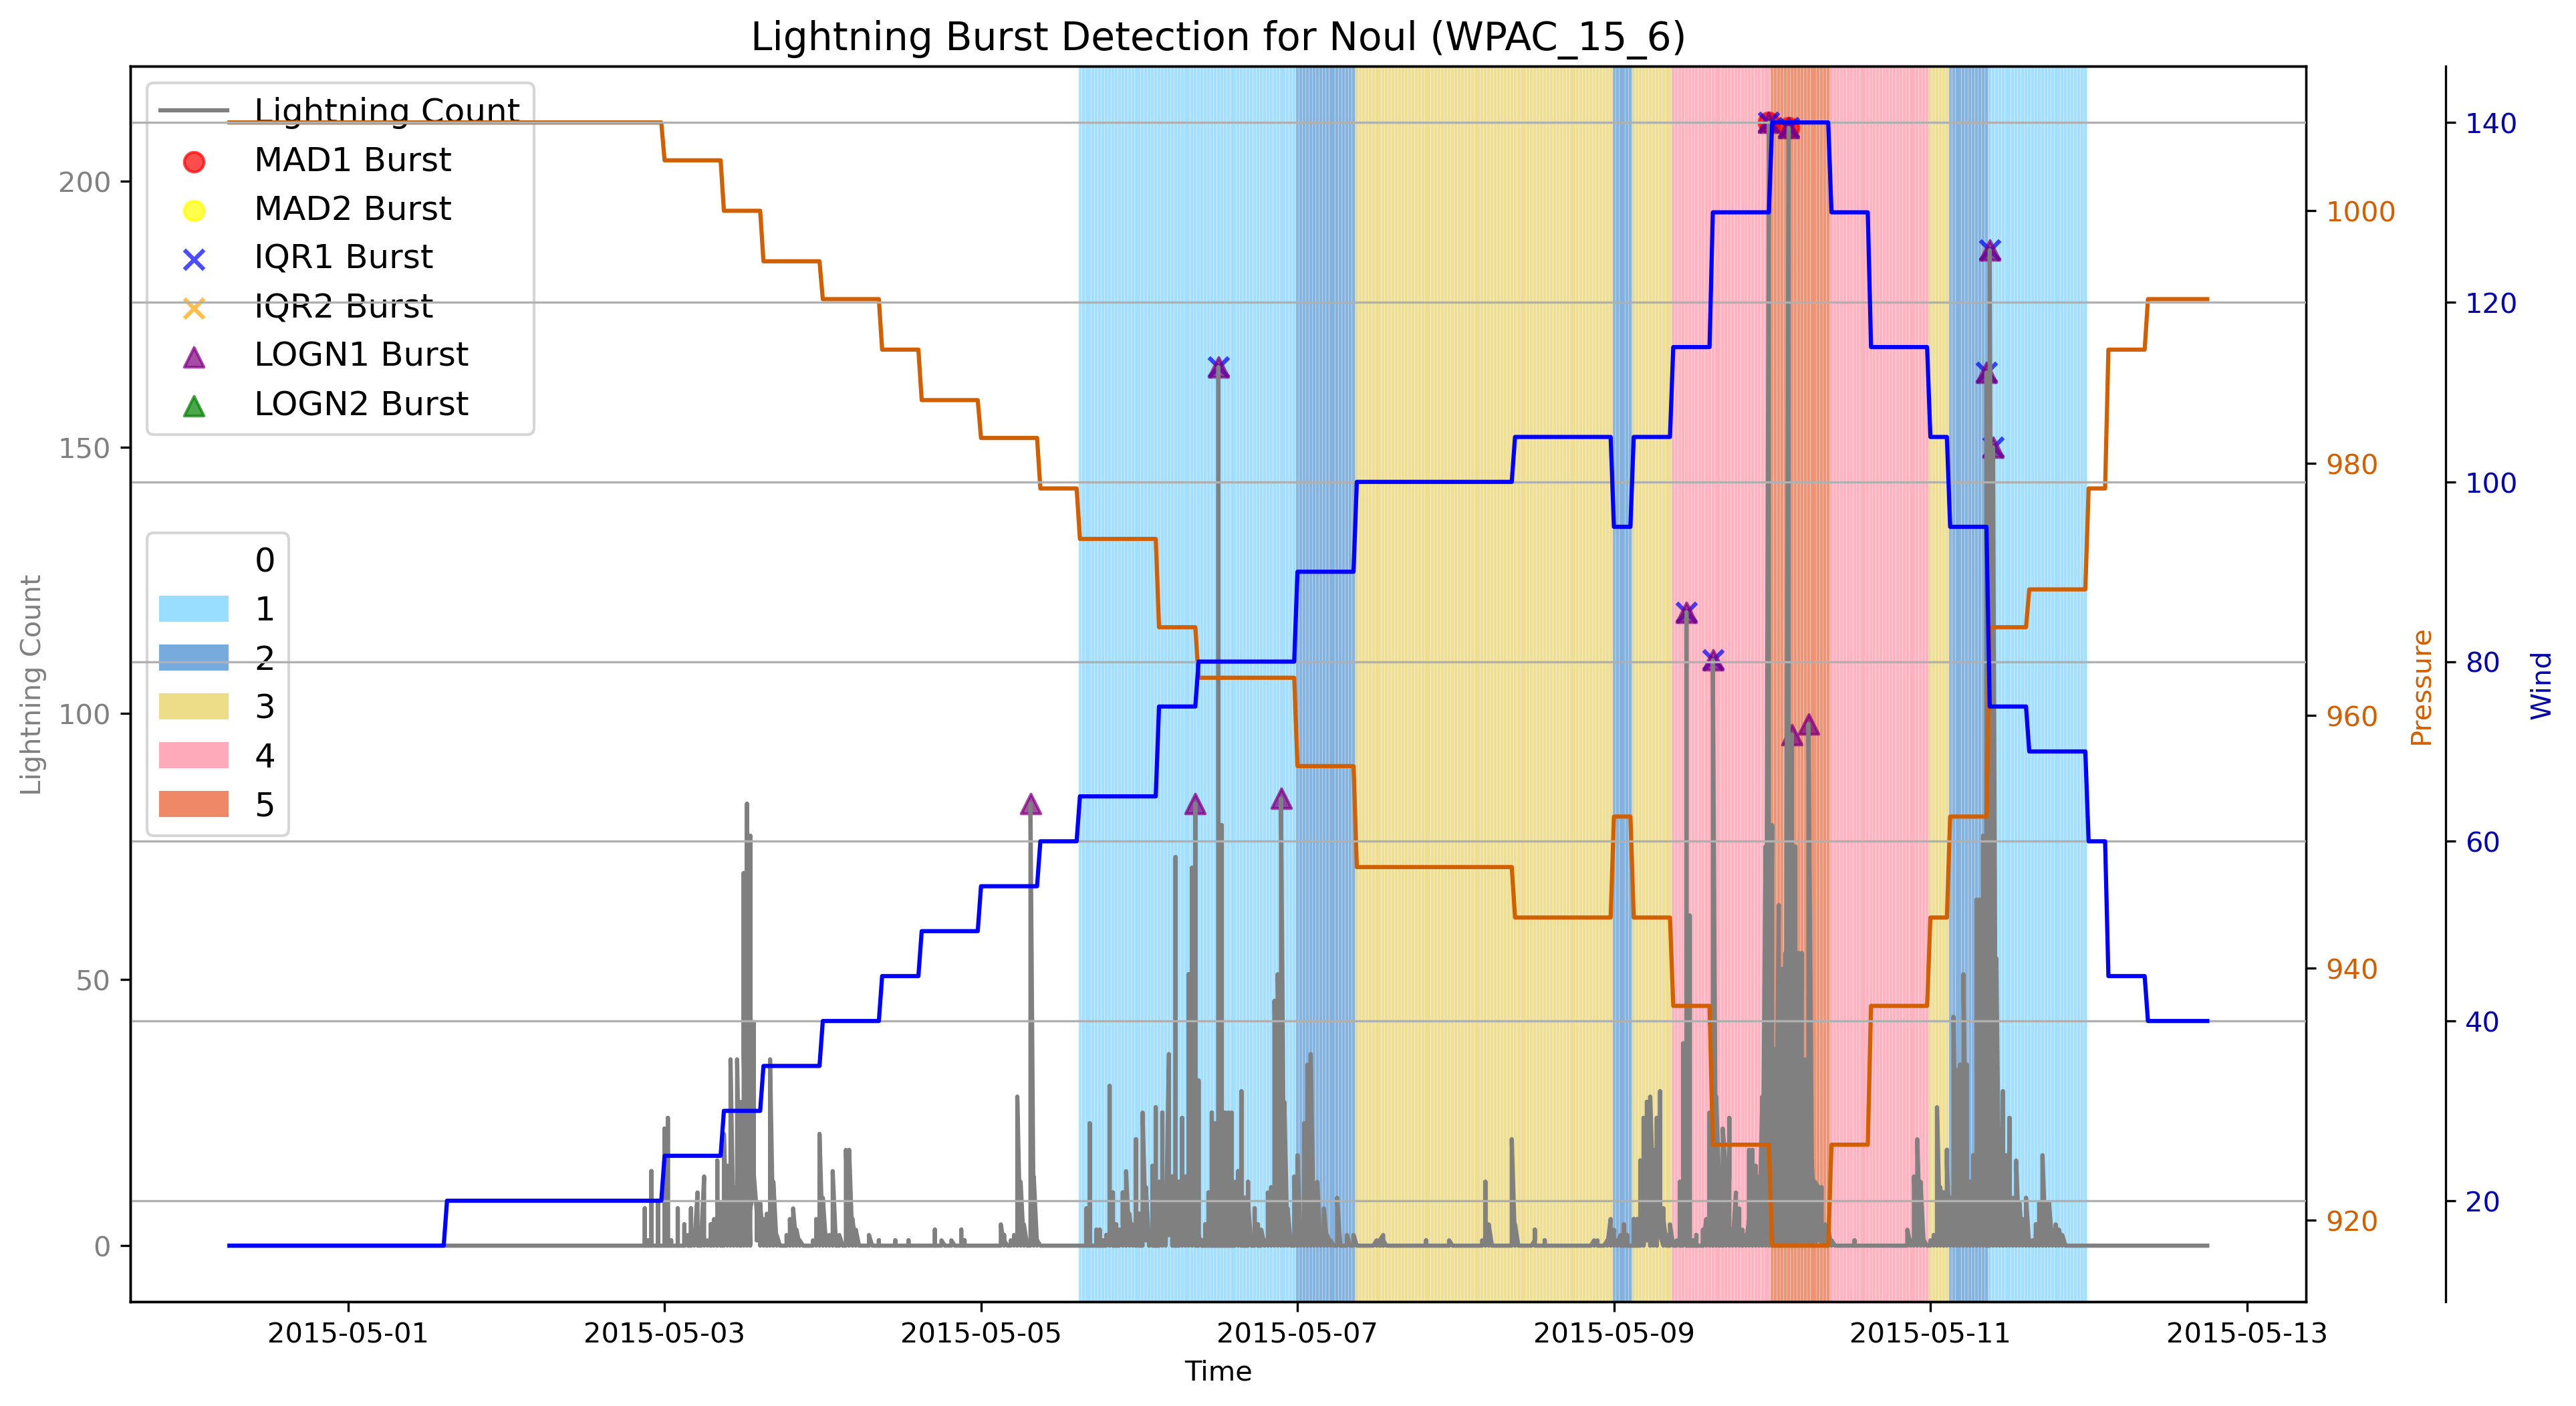 Lightning Burst Detection for Noul (WPAC_15_6)
Lightning Count
MAD1 Burst
MAD2 Burst
IQR1 Burst
IQR2 Burst
LOGN1 Burst
LOGN2 Burst
0
1
2
3
4
5
Lightning Count
200
150
100
50
0
1000
980
960
940
920
Pressure
140
120
100
80
60
40
20
Wind
2015-05-01
2015-05-03
2015-05-05
2015-05-07
2015-05-09
2015-05-11
2015-05-13
Time